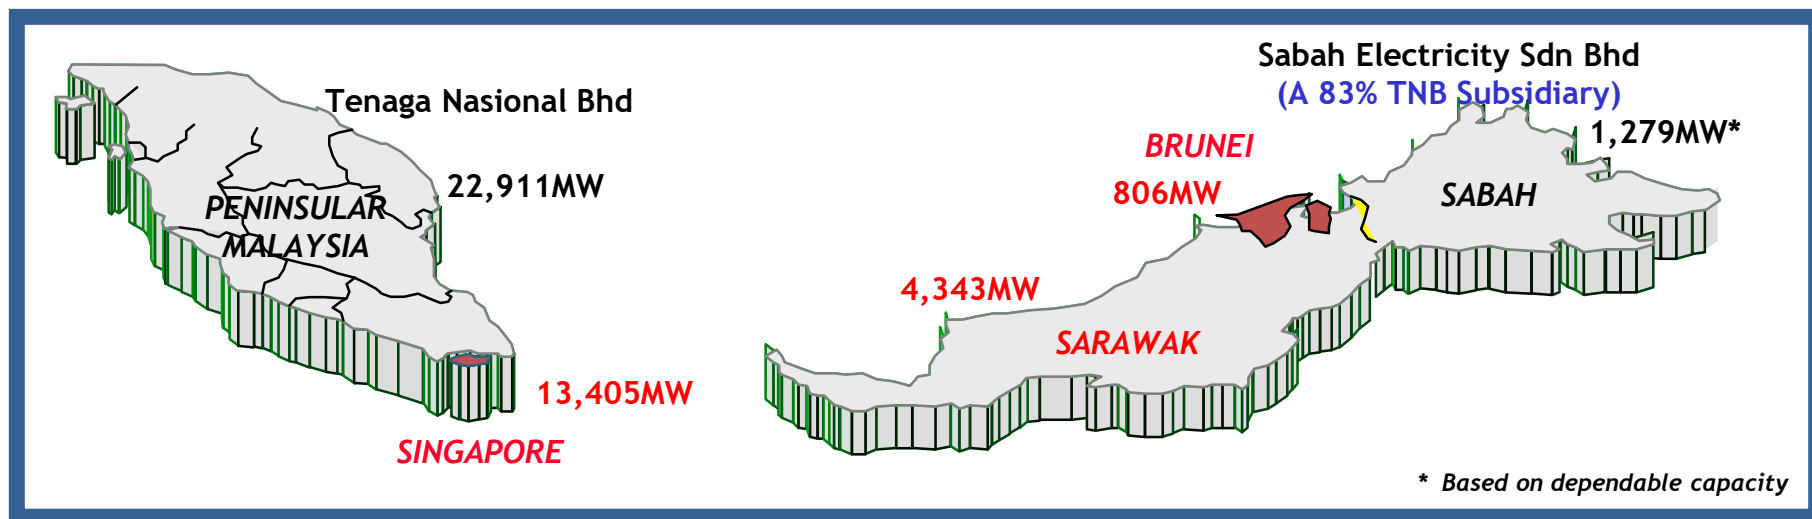 Tenaga Nasional Bhd
22,911MW
PENINSULAR
MALAYSIA
13,405MW
SINGAPORE
Sabah Electricity Sdn Bhd
(A 83% TNB Subsidiary)
1,279MW*
BRUNEI
806MW
SABAH
4,343MW
SARAWAK
* Based on dependable capacity